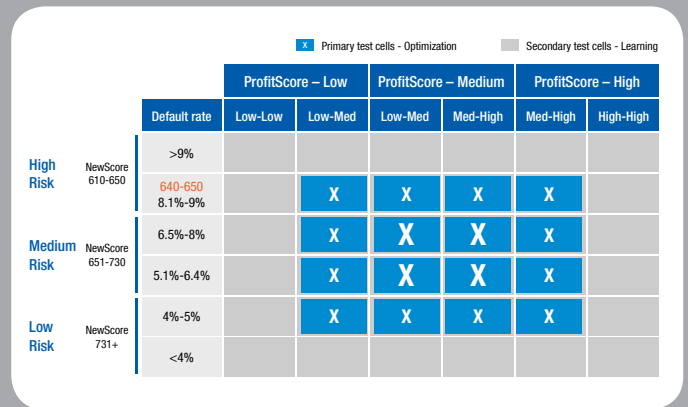 X Primary test cells - Optimization Secondary test cells - Learning
ProfitScore – Low ProfitScore – Medium ProfitScore – High
Default rate Low-Low Low-Med Low-Med Med-High Med-High High-High
High
Risk
NewScore
610-650
>9%
640-650
8.1%-9% X X X X
Medium
Risk
NewScore
651-730
6.5%-8% X X X X
5.1%-6.4% X X X X
Low
Risk
NewScore
731+
4%-5% X X X X
<4%